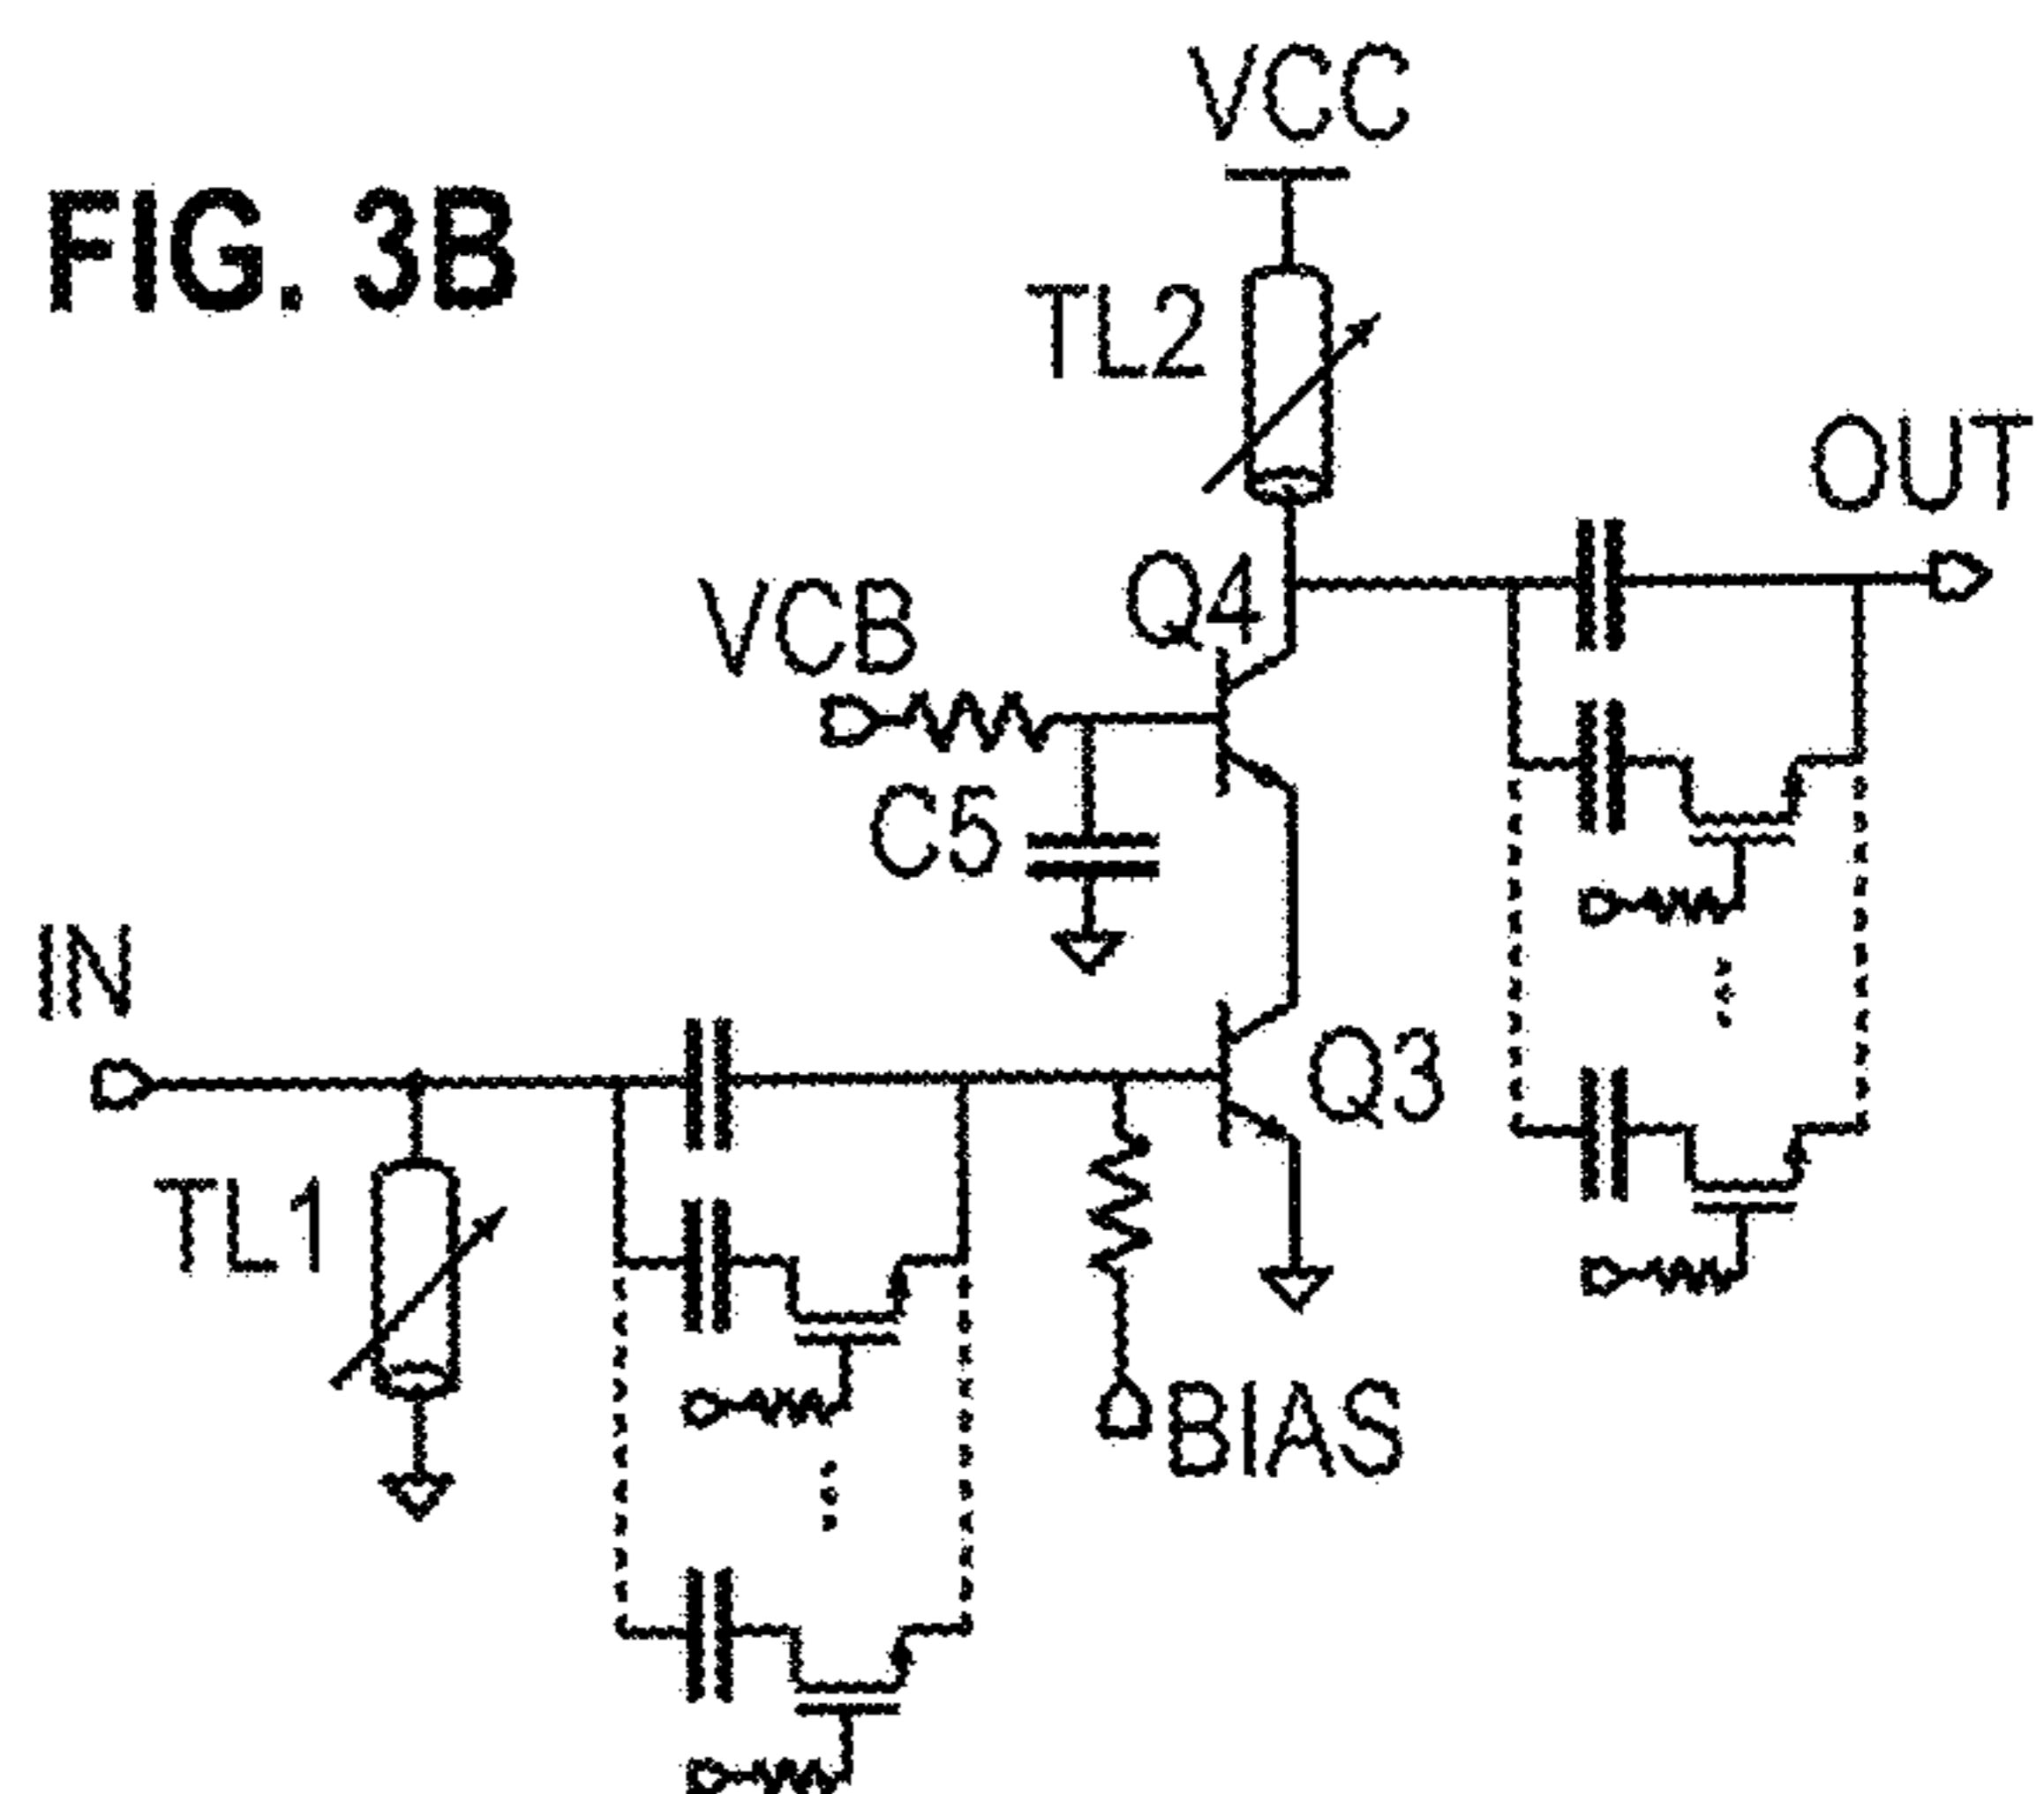 VCC
FIG. 3B
TL2
OUT
Q4
VCB
C5
IN
Q3
TL1
BIAS